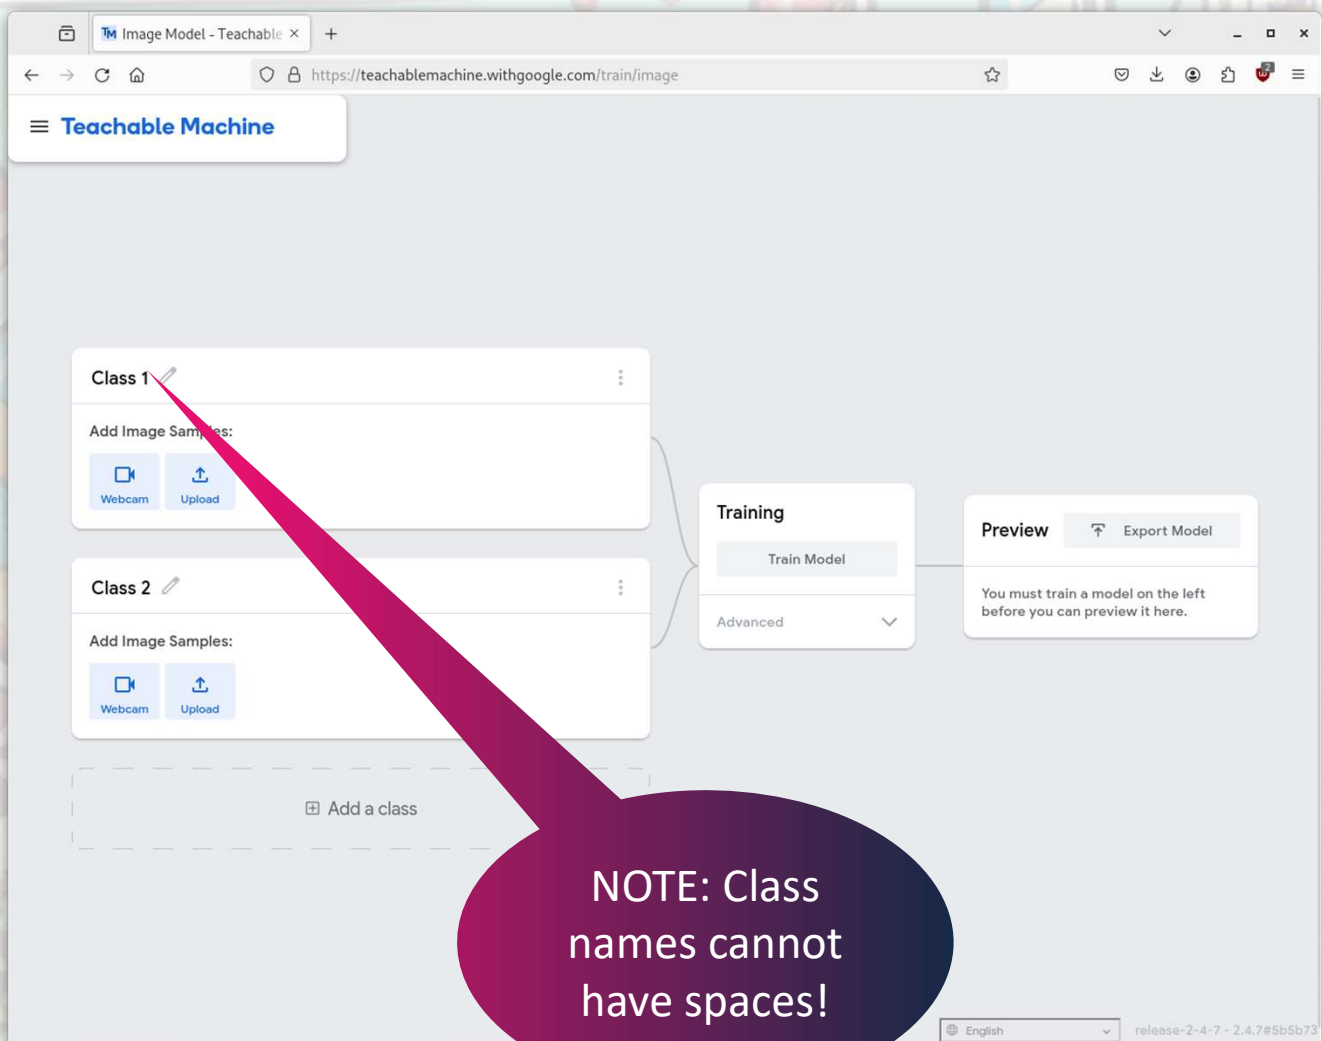 Image Model - Teachable
https://teachablemachine.withgoogle.com/train/image
2
Teachable Machine
Class 1
Add Image Samples:
Webcam
Upload
Class 2
Add Image Samples:
Webcam
Upload
Add a class
Training
Train Model
Advanced
Preview
Export Model
You must train a model on the left
before you can preview it here.
NOTE: Class
names cannot
have spaces!
English
release-2-4-7 - 2.4.7#5b5b73